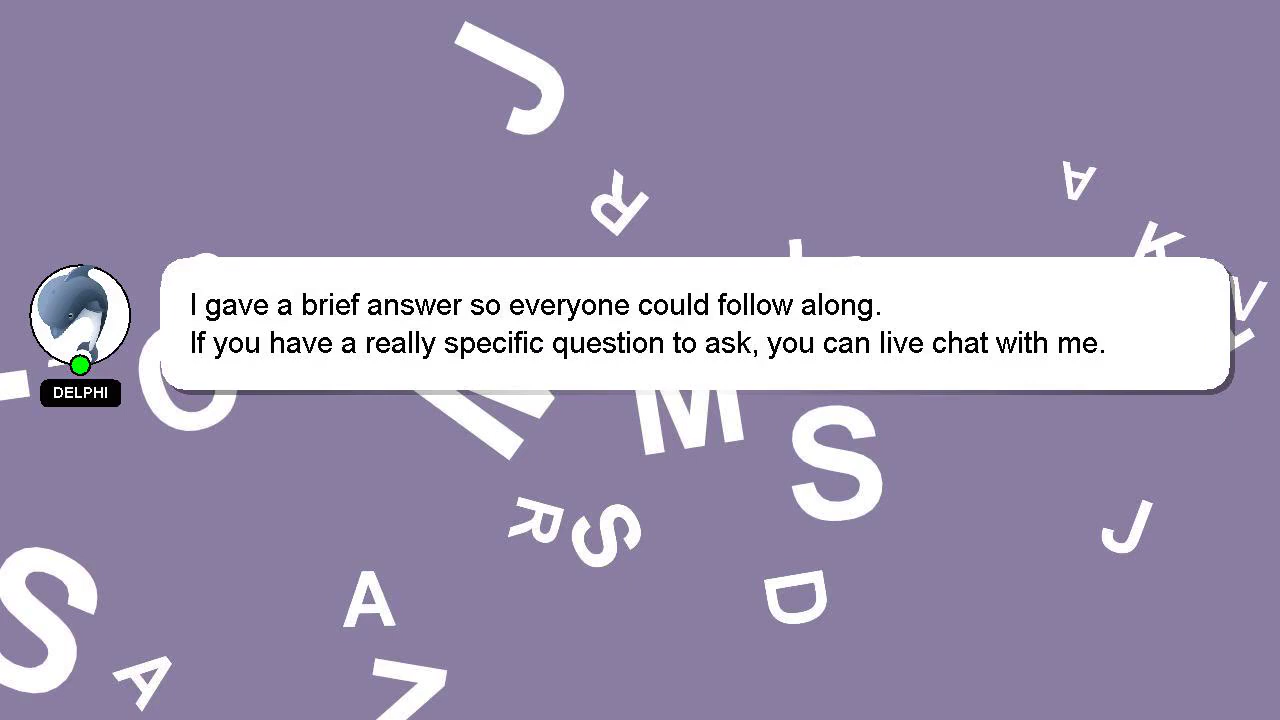 J
R
A
K
V
I gave a brief answer so everyone could follow along.
If you have a really specific question to ask, you can live chat with me.
DELPHI
M
S
R
S
J
A
D
S
A
Z